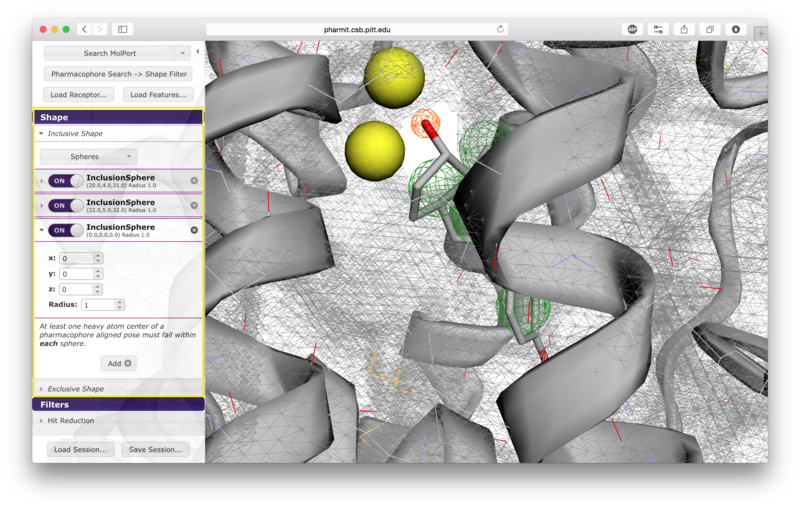 pharmit.csb.pitt.edu
ABP
Search MolPort
Pharmacophore Search -> Shape Filter
Load Receptor... Load Features...
Shape
Inclusive Shape
Spheres
ON InclusionSphere
(20.0,4.0,31.0) Radius 1.0
ON InclusionSphere
(22.0,5.0,32.0) Radius 1.0
ON InclusionSphere
(0.0,0.0,0.0) Radius 1.0
x: 0
y: 0
z: 0
Radius: 1
At least one heavy atom center of a
pharmacophore aligned pose must fall within
each sphere.
Add
Exclusive Shape
Filters
Hit Reduction
Load Session... Save Session...